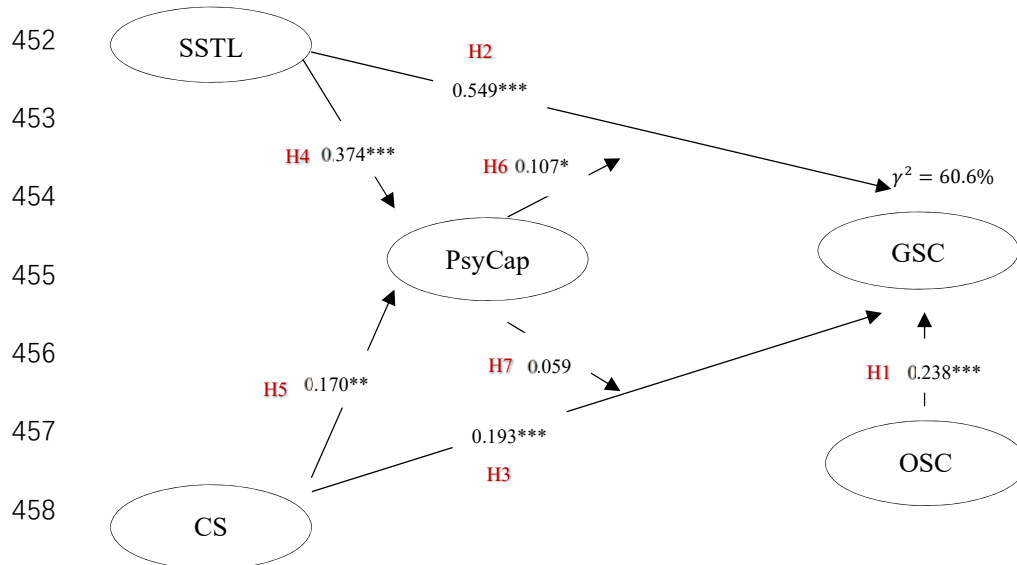 452
SSTL
H2
0.549***
453
H4 0.374***
H6 0.107*
454
γ² = 60.6%
PsyCap
GSC
455
456
H7 0.059
H5 0.170**
H1 0.238***
457
0.193***
H3
OSC
458
CS